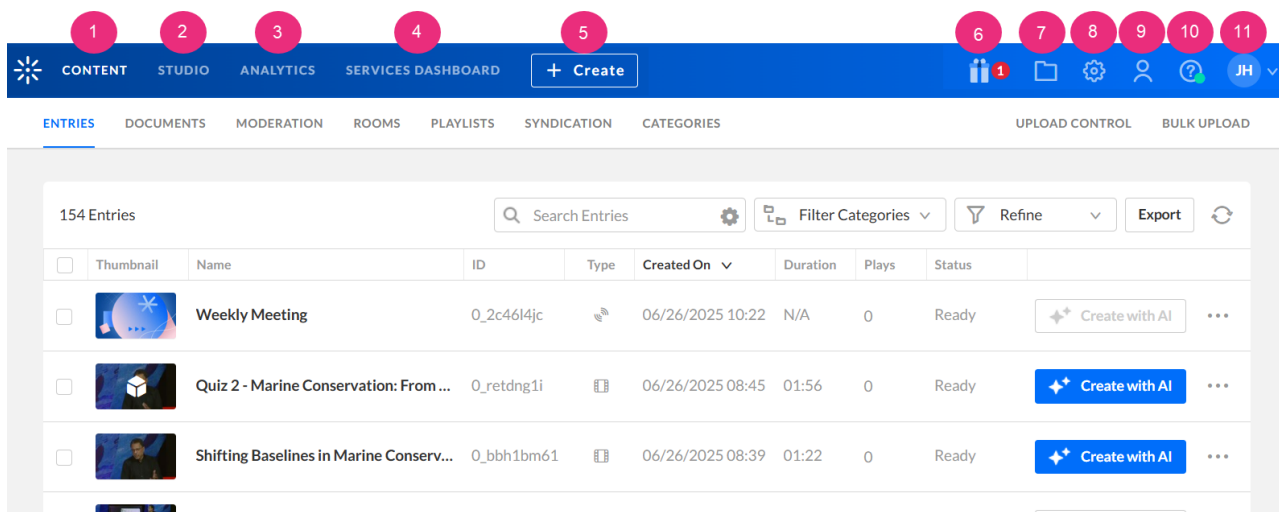 1 2 3 4 5 6 7 8 9 10 11
CONTENT STUDIO ANALYTICS SERVICES DASHBOARD + Create 1 ? JH
ENTRIES DOCUMENTS MODERATION ROOMS PLAYLISTS SYNDICATION CATEGORIES UPLOAD CONTROL BULK UPLOAD
154 Entries Search Entries Filter Categories Refine Export
Thumbnail Name ID Type Created On Duration Plays Status
Weekly Meeting 0_2c46l4jc 06/26/2025 10:22 N/A 0 Ready Create with AI
Quiz 2 - Marine Conservation: From ... 0_retdng1i 06/26/2025 08:45 01:56 0 Ready Create with AI
Shifting Baselines in Marine Conserv... 0_bbh1bm61 06/26/2025 08:39 01:22 0 Ready Create with AI